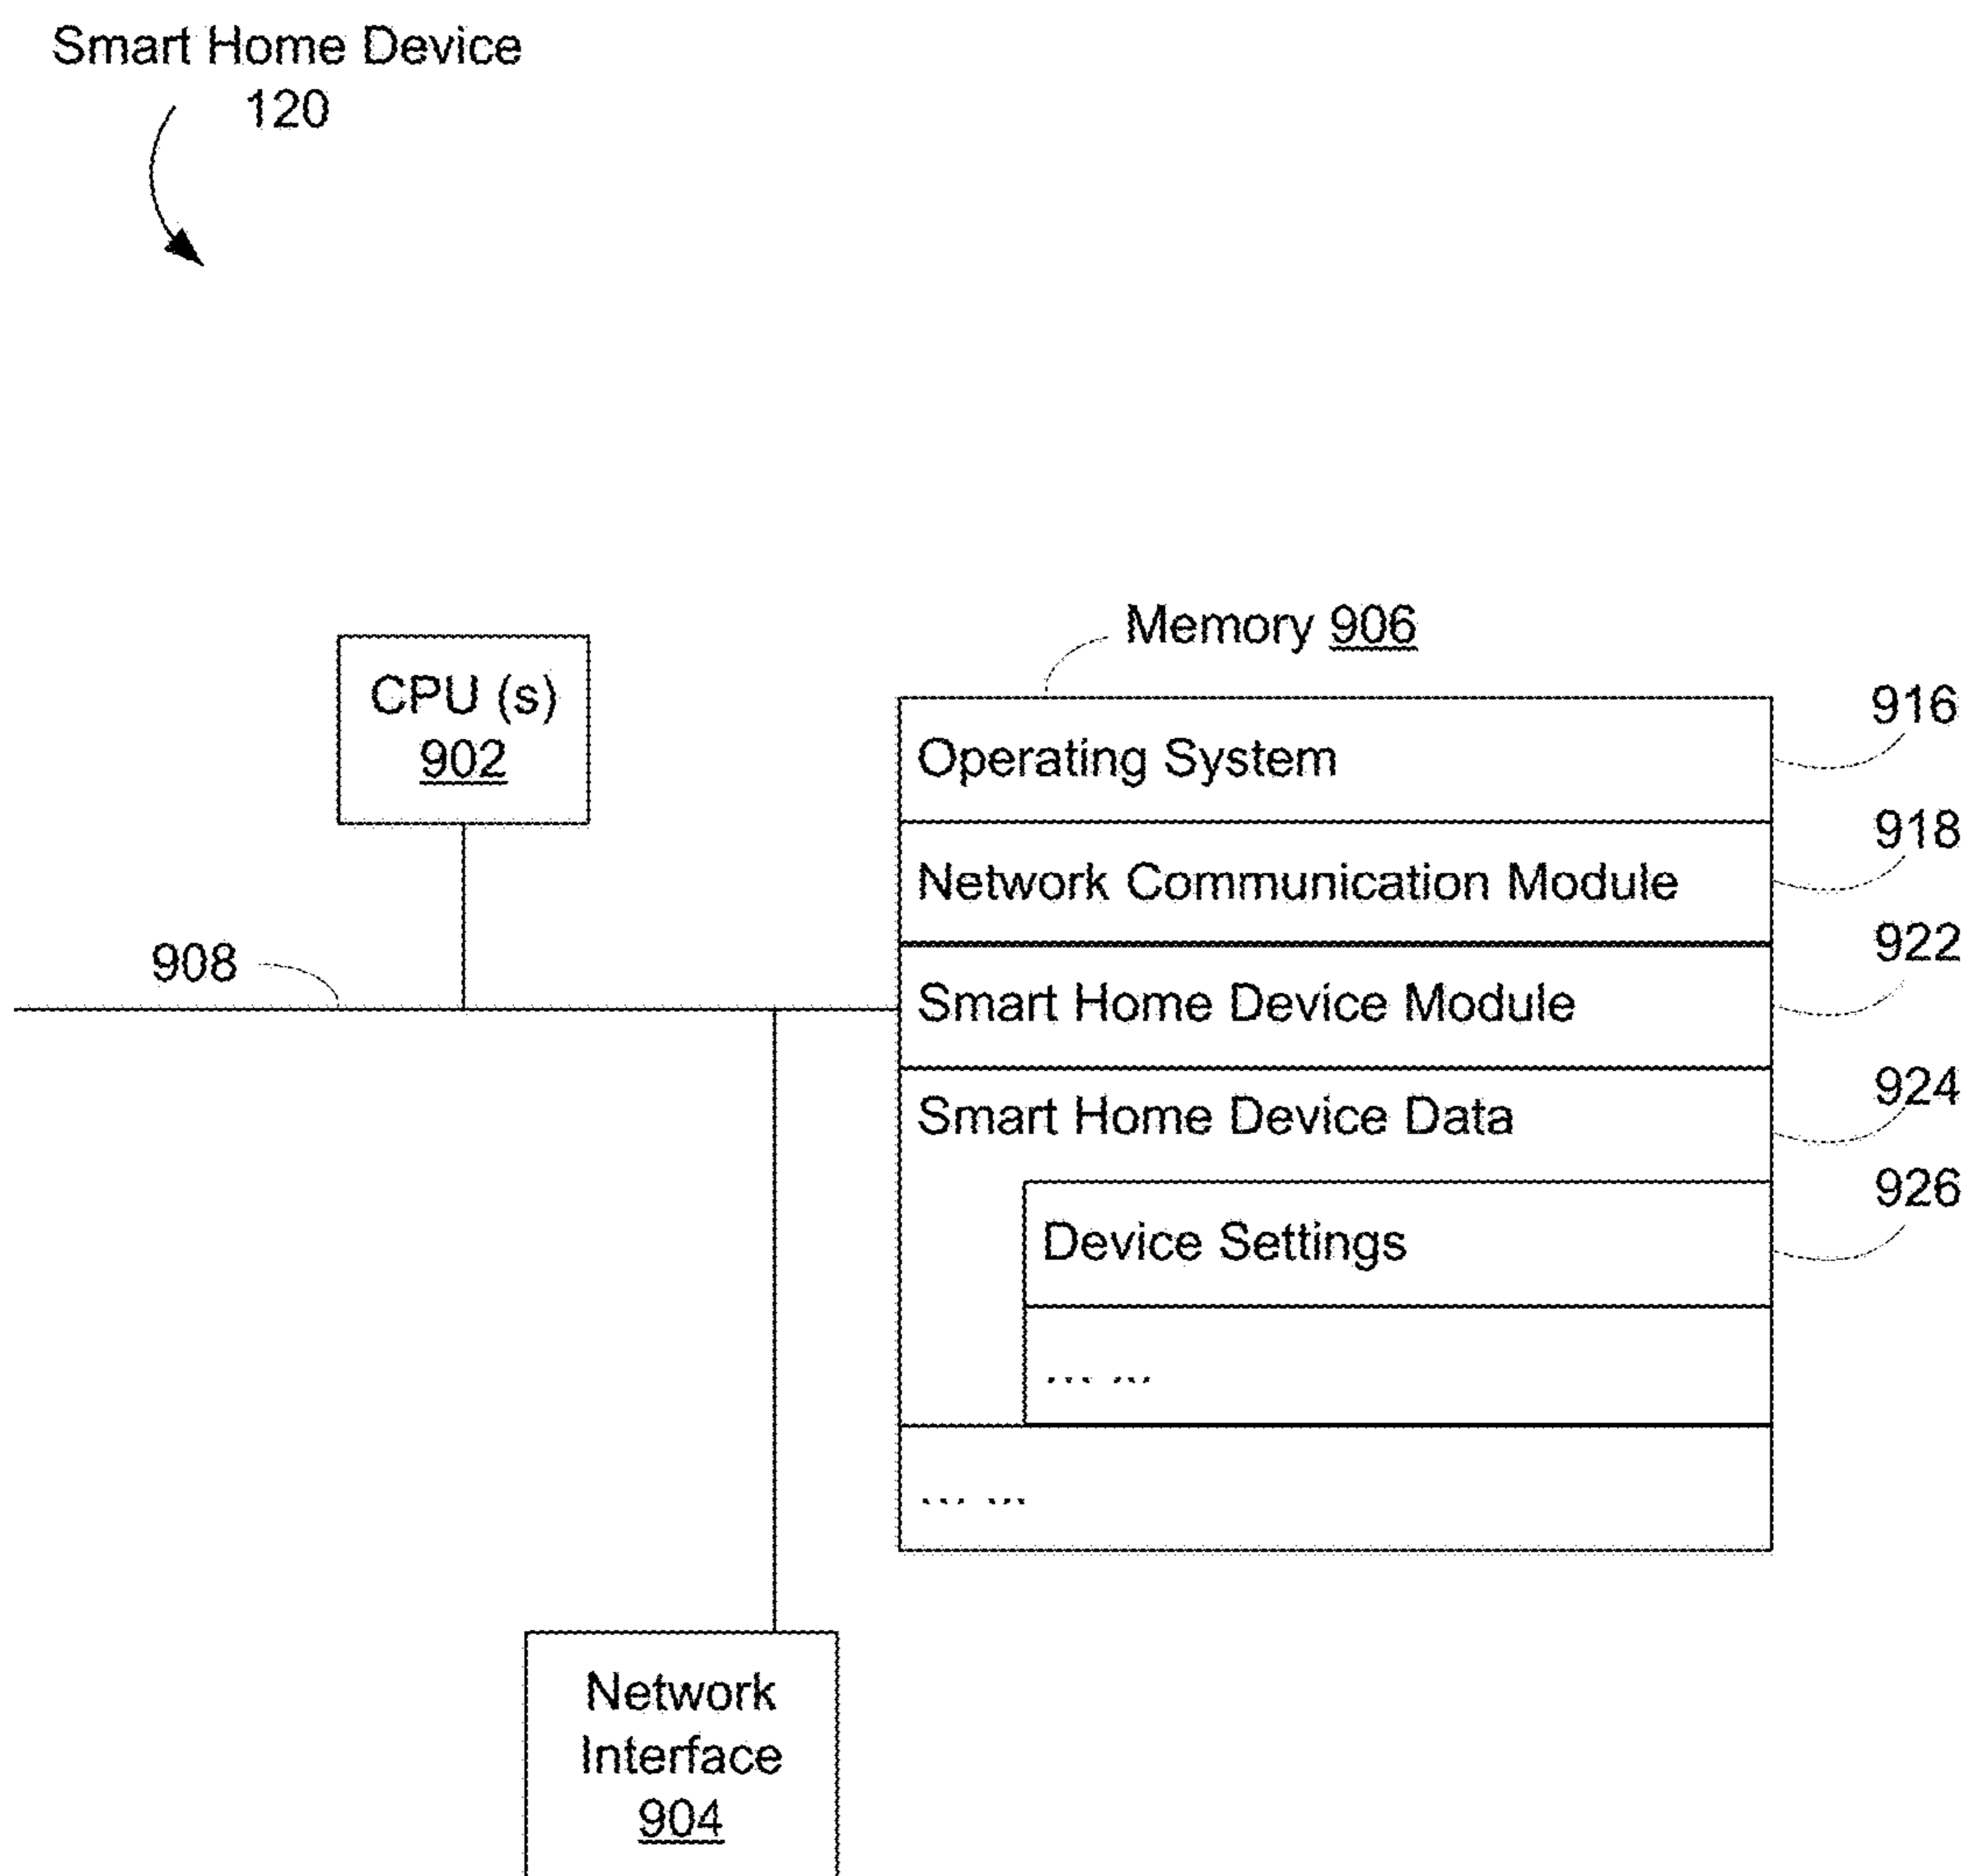 Smart Home Device
120
CPU (s)
902
Memory 906
Operating System
916
Network Communication Module
918
908
Smart Home Device Module
922
Smart Home Device Data
924
Device Settings
926
... ...
... ...
Network
Interface
904